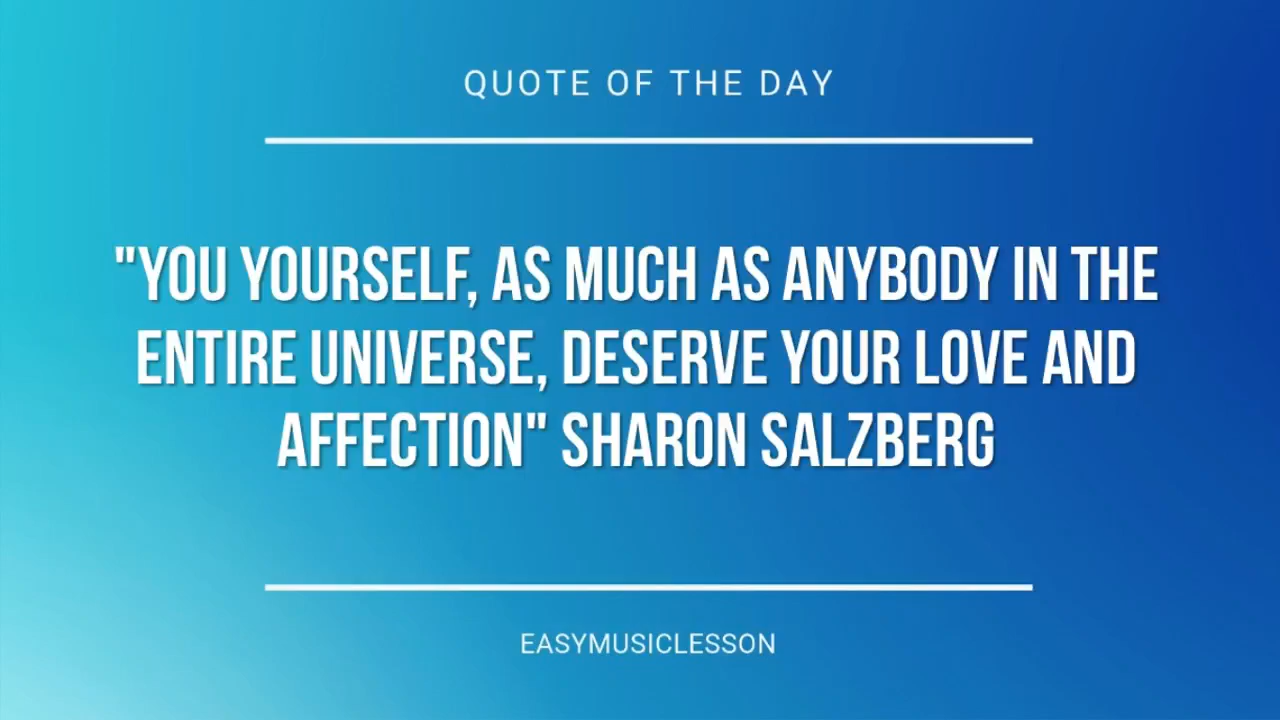 QUOTE OF THE DAY
"YOU YOURSELF, AS MUCH AS ANYBODY IN THE
ENTIRE UNIVERSE, DESERVE YOUR LOVE AND
AFFECTION" SHARON SALZBERG
EASYMUSICLESSON